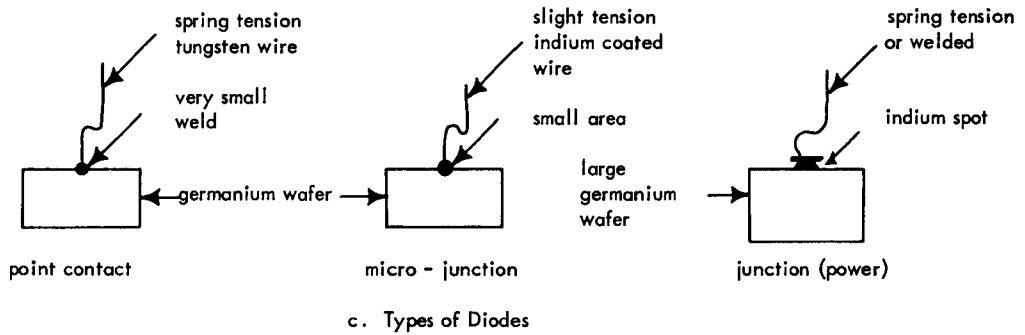 spring tension
tungsten wire
very small
weld
slight tension
indium coated
wire
small area
spring tension
or welded
indium spot
germanium wafer
large
germanium
wafer
point contact
micro - junction
junction (power)
c. Types of Diodes